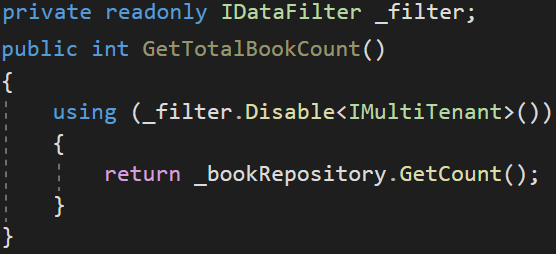 private readonly IDataFilter _filter;
public int GetTotalBookCount()
{
    using (_filter.Disable<IMultiTenant>())
    {
        return _bookRepository.GetCount();
    }
}